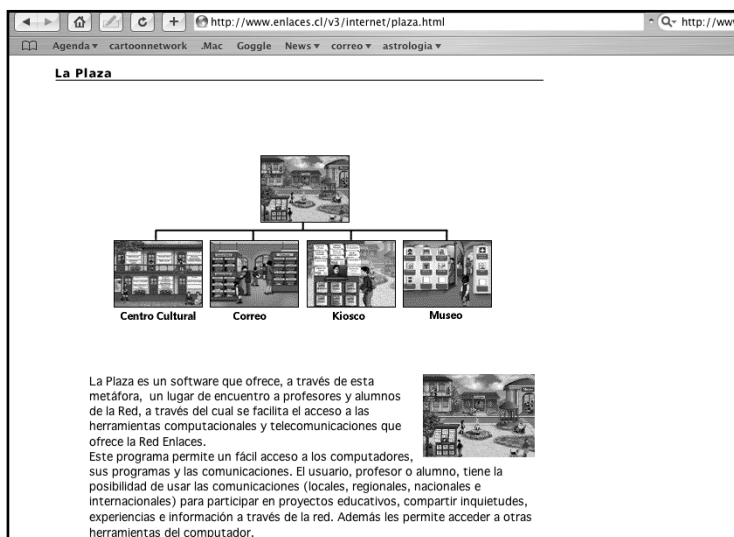 http://www.enlaces.cl/v3/internet/plaza.html
http://www
Agenda cartoonnetwork .Mac Goggle News correo astrologia
La Plaza
Centro Cultural Correo Kiosco Museo
La Plaza es un software que ofrece, a través de esta
metáfora, un lugar de encuentro a profesores y alumnos
de la Red, a través del cual se facilita el acceso a las
herramientas computacionales y telecomunicaciones que
ofrece la Red Enlaces.
Este programa permite un fácil acceso a los computadores,
sus programas y las comunicaciones. El usuario, profesor o alumno, tiene la
posibilidad de usar las comunicaciones (locales, regionales, nacionales e
internacionales) para participar en proyectos educativos, compartir inquietudes,
experiencias e información a través de la red. Además les permite acceder a otras
herramientas del computador.